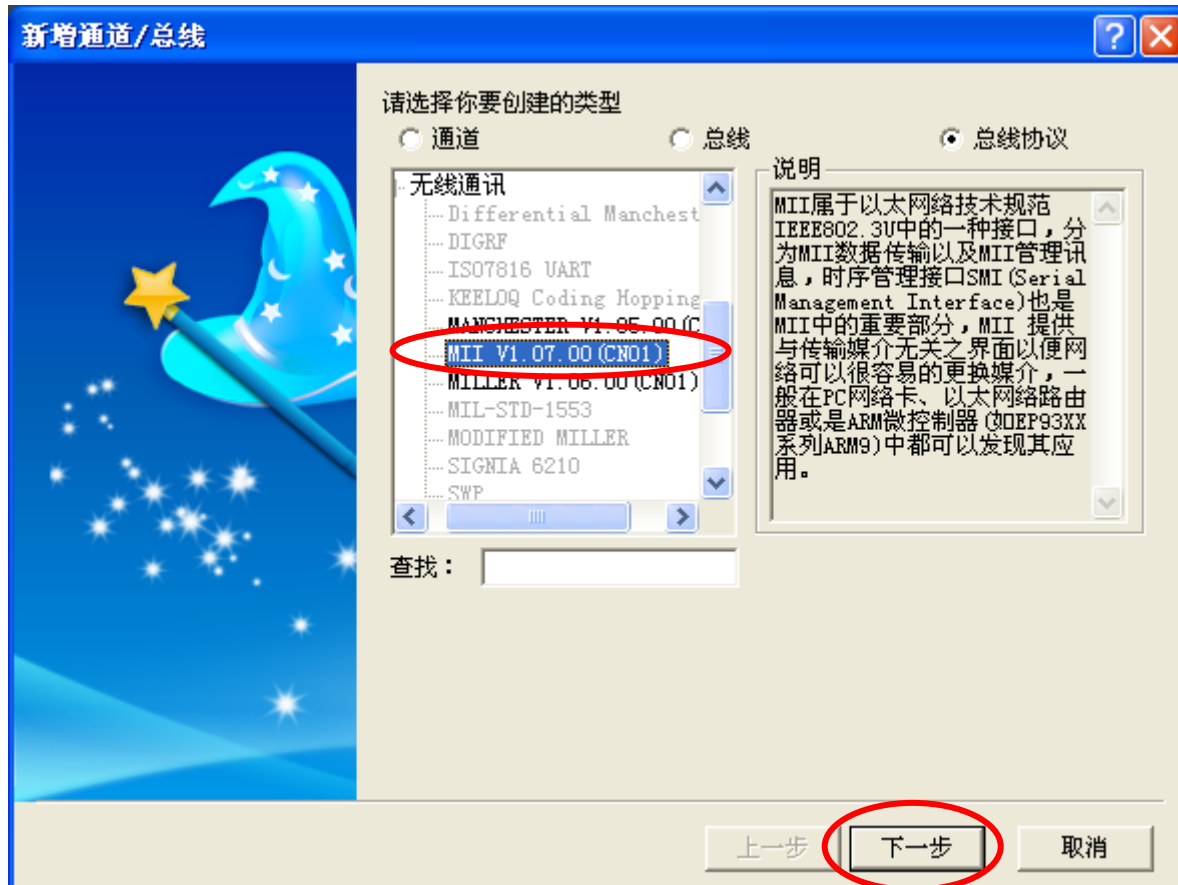 新增通道/总线
请选择你要创建的类型
通道 总线 总线协议
无线通讯
Differential Manchest
DIGRF
ISO7816 UART
KEELOQ Coding Hopping
MANCHESTER V1.05.00(C
MII V1.07.00(CN01)
MILLER V1.06.00(CN01)
MIL-STD-1553
MODIFIED MILLER
SIGNIA 6210
SWP
说明
MII属于以太网络技术规范
IEEE802.3U中的一种接口，分
为MII数据传输以及MII管理讯
息，时序管理接口SMI(Serial
Management Interface)也是
MII中的重要部分，MII 提供
与传输媒介无关之界面以便网
络可以很容易的更换媒介，一
般在PC网络卡、以太网络路由
器或是ARM微控制器(如EP93XX
系列ARM9)中都可以发现其应
用。
查找：
上一步 下一步 取消